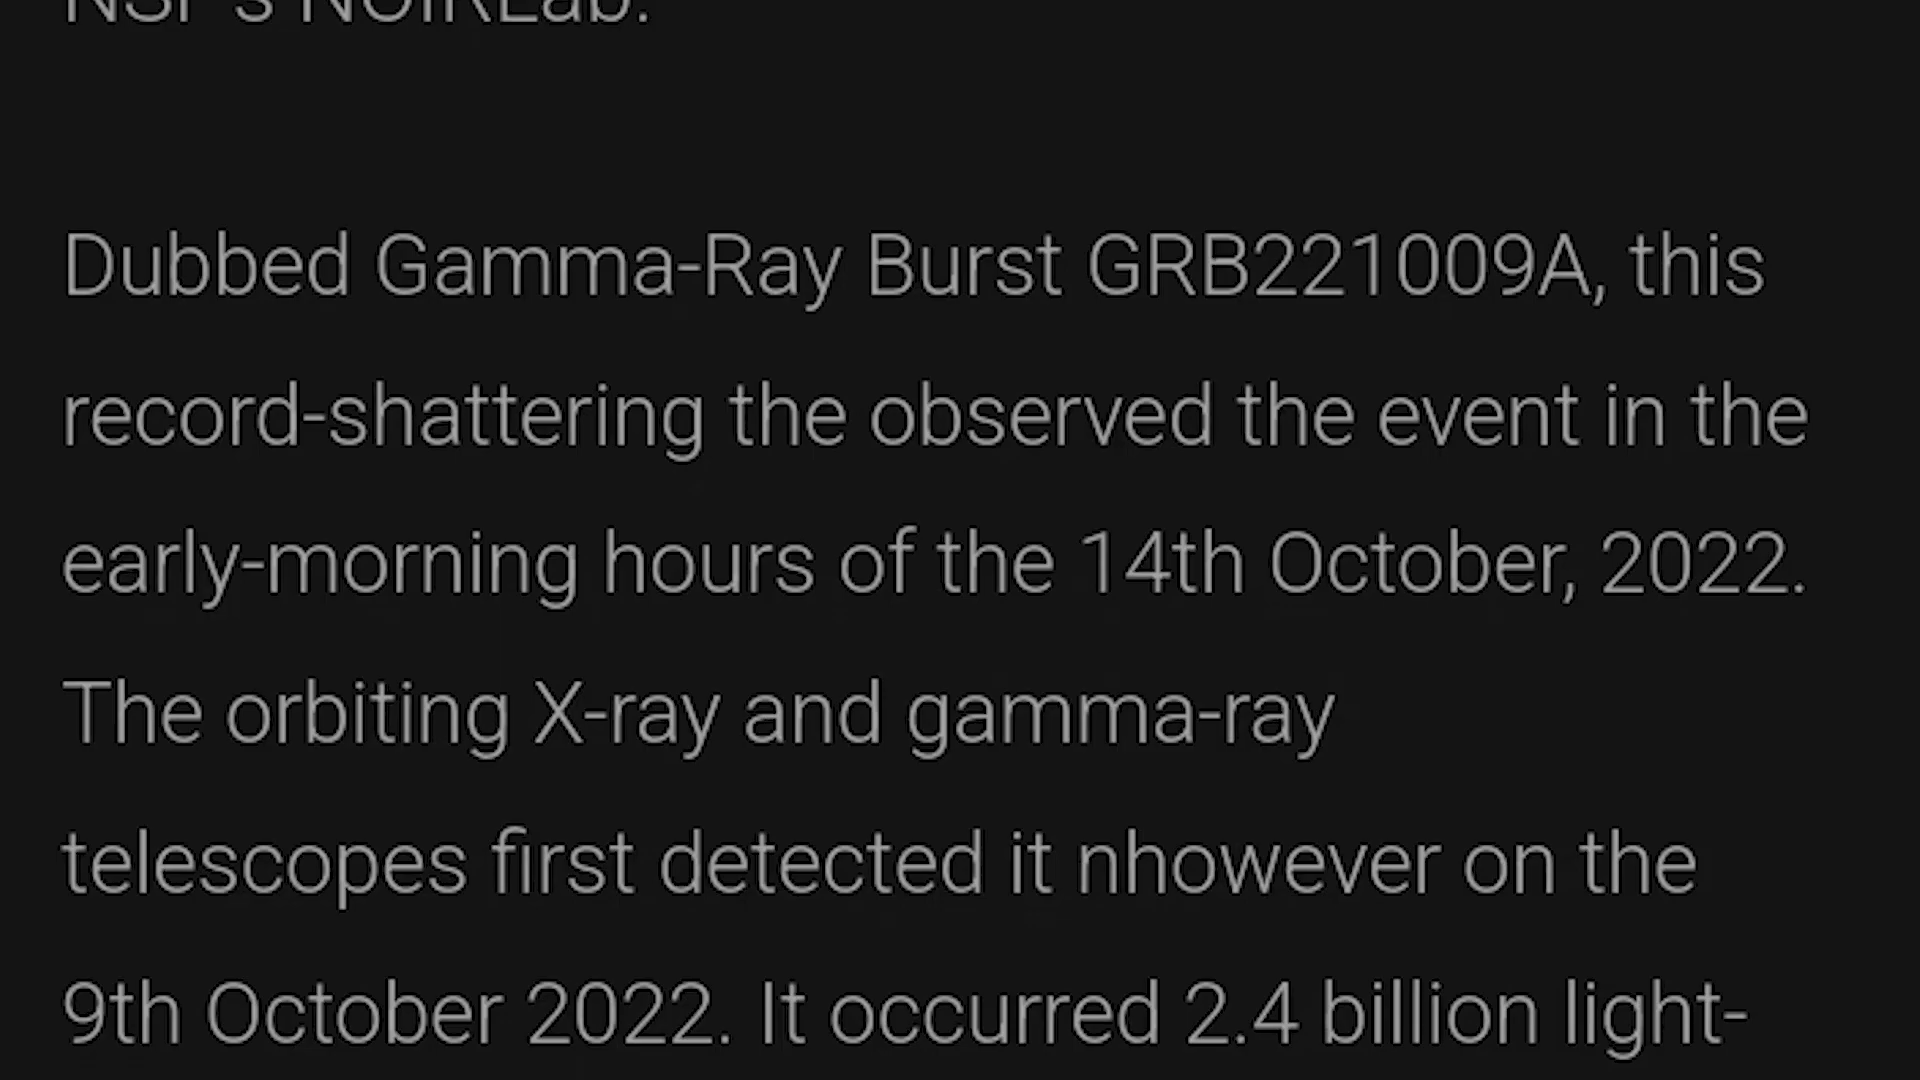 NSF's NOIRLab.
Dubbed Gamma-Ray Burst GRB221009A, this
record-shattering the observed the event in the
early-morning hours of the 14th October, 2022.
The orbiting X-ray and gamma-ray
telescopes first detected it nhowever on the
9th October 2022. It occurred 2.4 billion light-